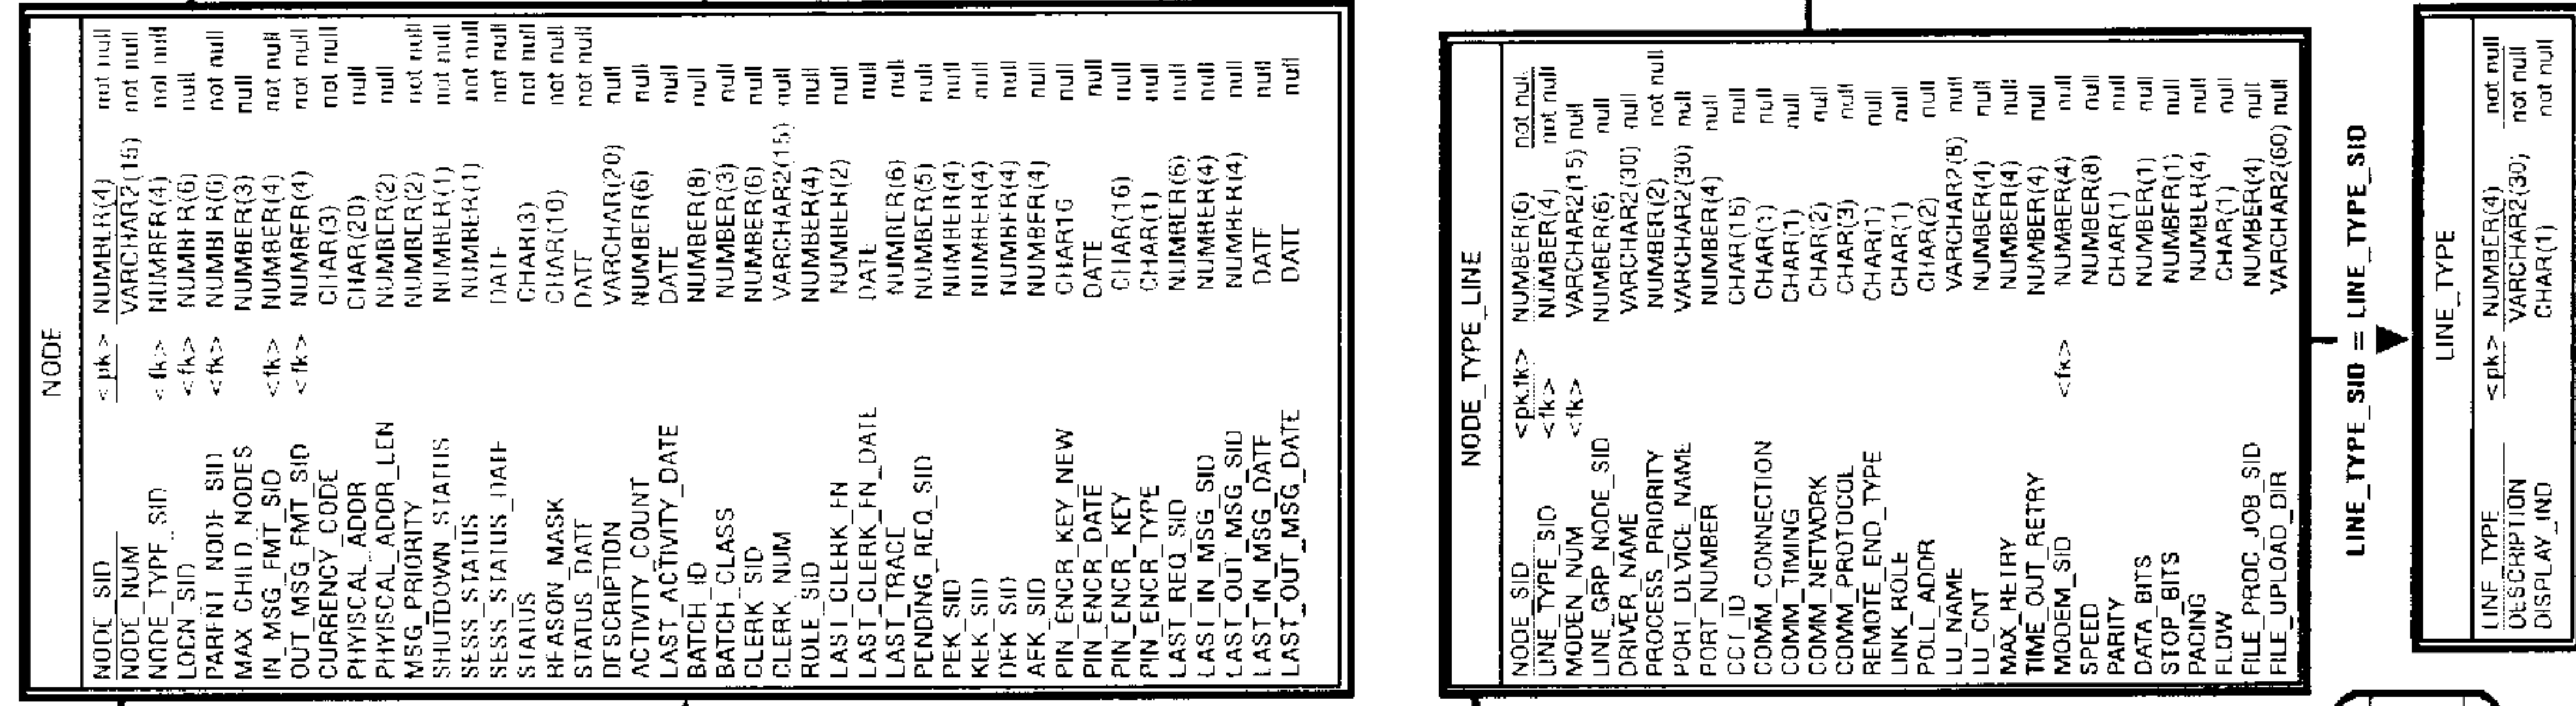 NODE
NODE_SID <pk> NUMBER(4) not null
NODE_NUM VARCHAR2(15) not null
NODE_TYPE_SID <fk> NUMBER(4) not null
LOCN_SID <fk> NUMBER(6) null
PARENT_NODE_SID <fk> NUMBER(6) not null
MAX_CHILD_NODES NUMBER(3) null
IN_MSG_FMT_SID <fk> NUMBER(4) not null
OUT_MSG_FMT_SID <fk> NUMBER(4) not null
CURRENCY_CODE CHAR(3) not null
PHYISCAL_ADDR CHAR(20) null
PHYISCAL_ADDR_LEN NUMBER(2) null
MSG_PRIORITY NUMBER(2) not null
SHUTDOWN_STATUS NUMBER(1) not null
SESS_STATUS NUMBER(1) not null
SESS_STATUS_DATE DATE not null
STATUS CHAR(3) not null
REASON_MASK CHAR(10) not null
STATUS_DATE DATE not null
DESCRIPTION VARCHAR(20) null
ACTIVITY_COUNT NUMBER(6) null
LAST_ACTIVITY_DATE DATE null
BATCH_ID NUMBER(8) null
BATCH_CLASS NUMBER(3) null
CLERK_SID NUMBER(6) null
CLERK_NUM VARCHAR2(15) null
ROLE_SID NUMBER(4) null
LAST_CLERK_FN NUMBER(2) null
LAST_CLERK_FN_DATE DATE null
LAST_TRACE NUMBER(6) null
PENDING_REQ_SID NUMBER(5) null
PEK_SID NUMBER(4) null
KEK_SID NUMBER(4) null
DFK_SID NUMBER(4) null
AFK_SID NUMBER(4) null
PIN_ENCR_KEY_NEW CHAR16 null
PIN_ENCR_DATE DATE null
PIN_ENCR_KEY CHAR(16) null
PIN_ENCR_TYPE CHAR(1) null
LAST_REQ_SID NUMBER(6) null
LAST_IN_MSG_SID NUMBER(4) null
LAST_OUT_MSG_SID NUMBER(4) null
LAST_IN_MSG_DATE DATE null
LAST_OUT_MSG_DATE DATE null
NODE_TYPE_LINE
NODE_SID <pk,fk> NUMBER(6) not null
LINE_TYPE_SID <fk> NUMBER(4) not null
MODEN_NUM <fk> VARCHAR2(15) null
LINE_GRP_NODE_SID NUMBER(6) null
DRIVER_NAME VARCHAR2(30) null
PROCESS_PRIORITY NUMBER(2) not null
PORT_DEVICE_NAME VARCHAR2(30) null
PORT_NUMBER NUMBER(4) null
CCT_ID CHAR(15) null
COMM_CONNECTION CHAR(1) null
COMM_TIMING CHAR(1) null
COMM_NETWORK CHAR(2) null
COMM_PROTOCOL CHAR(3) null
REMOTE_END_TYPE CHAR(1) null
LINK_ROLE CHAR(1) null
POLL_ADDR CHAR(2) null
LU_NAME VARCHAR2(8) null
LU_CNT NUMBER(4) null
MAX_RETRY NUMBER(4) null
TIME_OUT_RETRY NUMBER(4) null
MODEM_SID <fk> NUMBER(4) null
SPEED NUMBER(8) null
PARITY CHAR(1) null
DATA_BITS NUMBER(1) null
STOP_BITS NUMBER(1) null
PACING NUMBER(4) null
FLOW CHAR(1) null
FILE_PROC_JOB_SID NUMBER(4) null
FILE_UPLOAD_DIR VARCHAR2(60) null
LINE_TYPE_SID = LINE_TYPE_SID
LINE_TYPE
LINE_TYPE <pk> NUMBER(4) not null
DESCRIPTION VARCHAR2(30) not null
DISPLAY_IND CHAR(1) not null